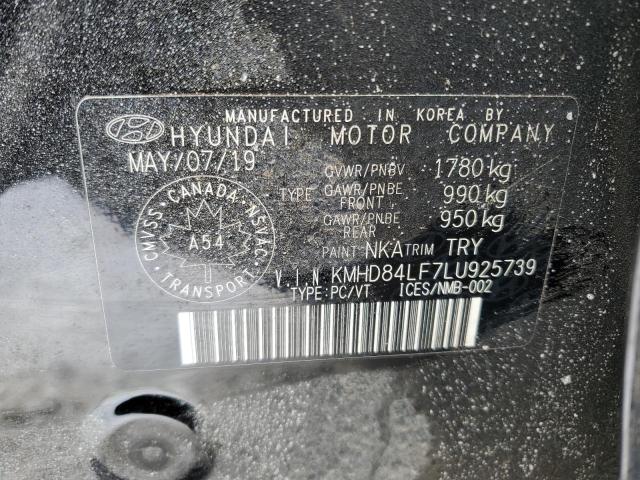 MANUFACTURED IN KOREA BY
HYUNDAI MOTOR COMPANY
MAY/07/19
GVWR/PNBV 1780 kg
TYPE GAWR/PNBE FRONT 990 kg
GAWR/PNBE REAR 950 kg
CANADA
CMVSS A54 NSVAC
TRANSPORT
PAINT NKA TRIM TRY
VIN KMHD84LF7LU925739
TYPE:PC/VT ICES/NMB-002